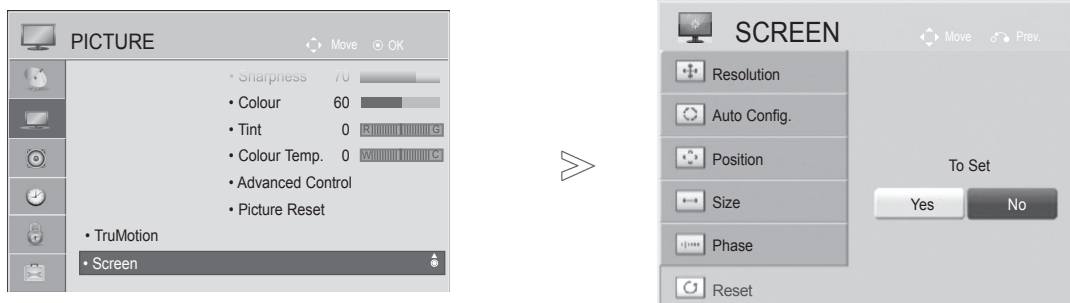 PICTURE
Move OK
• Sharpness 70
• Colour 60
• Tint 0 R G
• Colour Temp. 0 W C
• Advanced Control
• Picture Reset
• TruMotion
• Screen
SCREEN
Move Prev.
Resolution
Auto Config.
Position
Size
Phase
Reset
To Set
Yes No